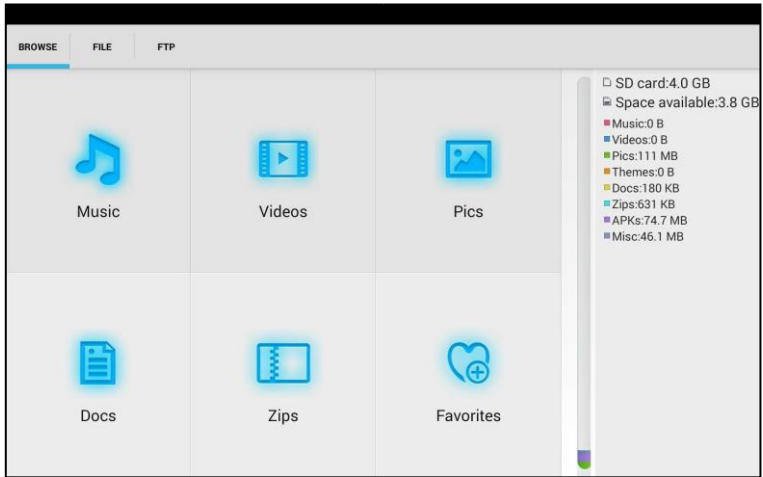 BROWSE FILE FTP
Music Videos Pics
Docs Zips Favorites
SD card:4.0 GB
Space available:3.8 GB
Music:0 B
Videos:0 B
Pics:111 MB
Themes:0 B
Docs:180 KB
Zips:631 KB
APKs:74.7 MB
Misc:46.1 MB